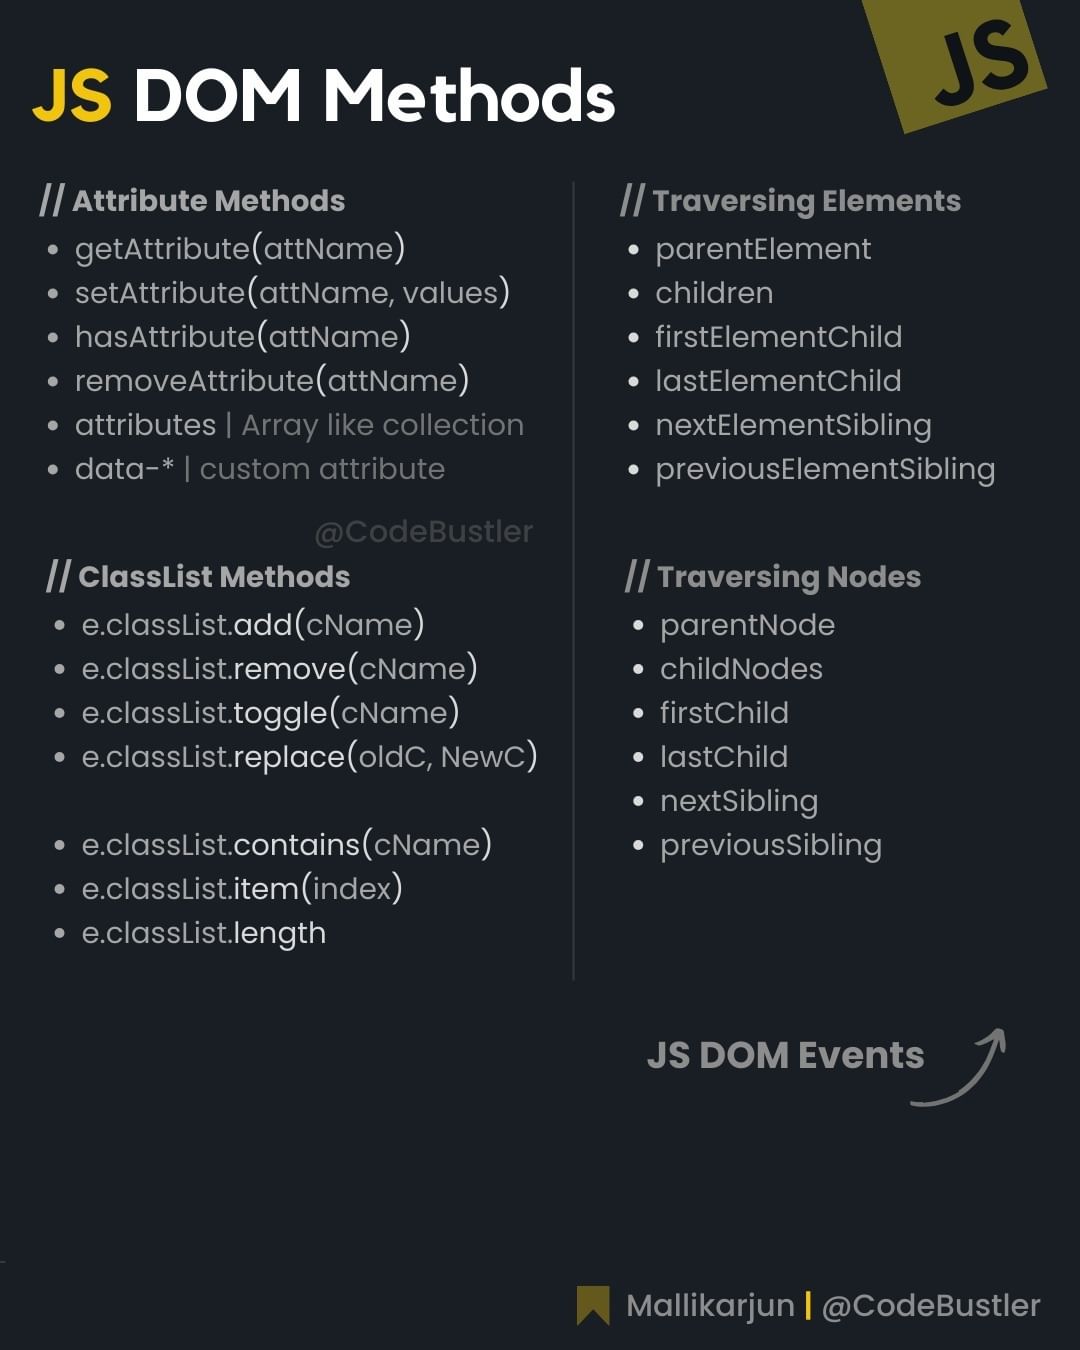 JS
JS DOM Methods
// Attribute Methods
• getAttribute(attName)
• setAttribute(attName, values)
• hasAttribute(attName)
• removeAttribute(attName)
• attributes | Array like collection
• data-* | custom attribute
@CodeBustler
// ClassList Methods
• e.classList.add(cName)
• e.classList.remove(cName)
• e.classList.toggle(cName)
• e.classList.replace(oldC, NewC)
• e.classList.contains(cName)
• e.classList.item(index)
• e.classList.length
// Traversing Elements
• parentElement
• children
• firstElementChild
• lastElementChild
• nextElementSibling
• previousElementSibling
// Traversing Nodes
• parentNode
• childNodes
• firstChild
• lastChild
• nextSibling
• previousSibling
JS DOM Events
Mallikarjun | @CodeBustler